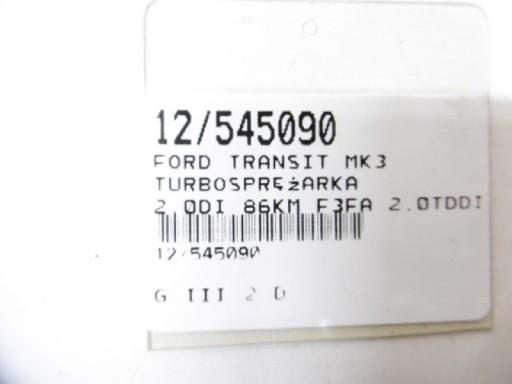 12/545090
FORD TRANSIT MK3
TURBOSPRĘżARKA
2.0DI 86KM F3FA 2.0TDDI
12/545090
G III 2 D